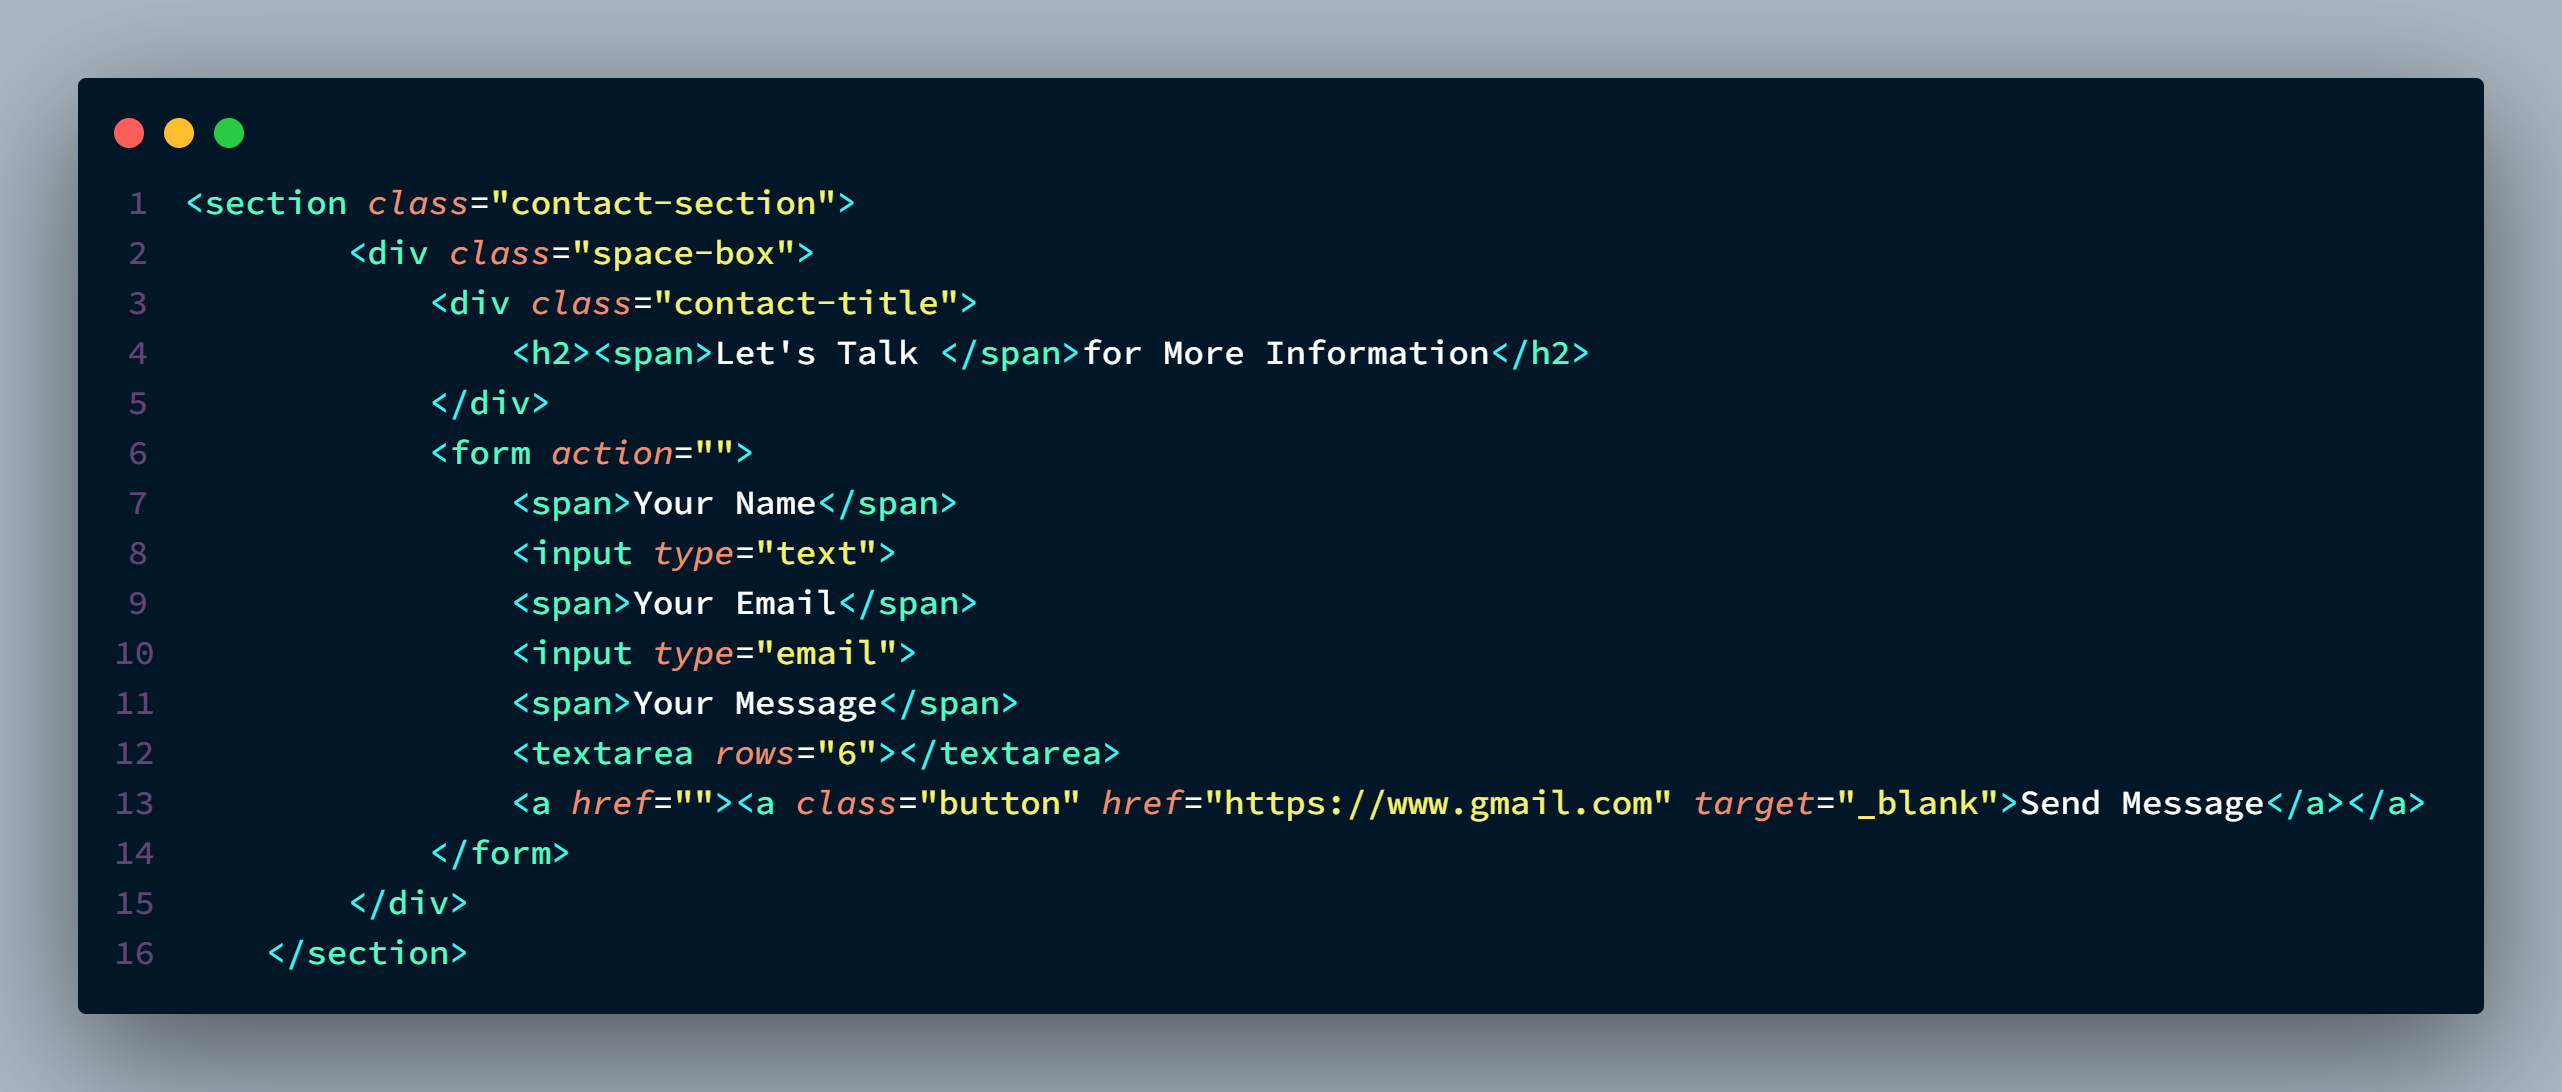 1 <section class="contact-section">
2         <div class="space-box">
3             <div class="contact-title">
4                 <h2><span>Let's Talk </span>for More Information</h2>
5             </div>
6             <form action="">
7                 <span>Your Name</span>
8                 <input type="text">
9                 <span>Your Email</span>
10                 <input type="email">
11                 <span>Your Message</span>
12                 <textarea rows="6"></textarea>
13                 <a href=""><a class="button" href="https://www.gmail.com" target="_blank">Send Message</a></a>
14             </form>
15         </div>
16     </section>